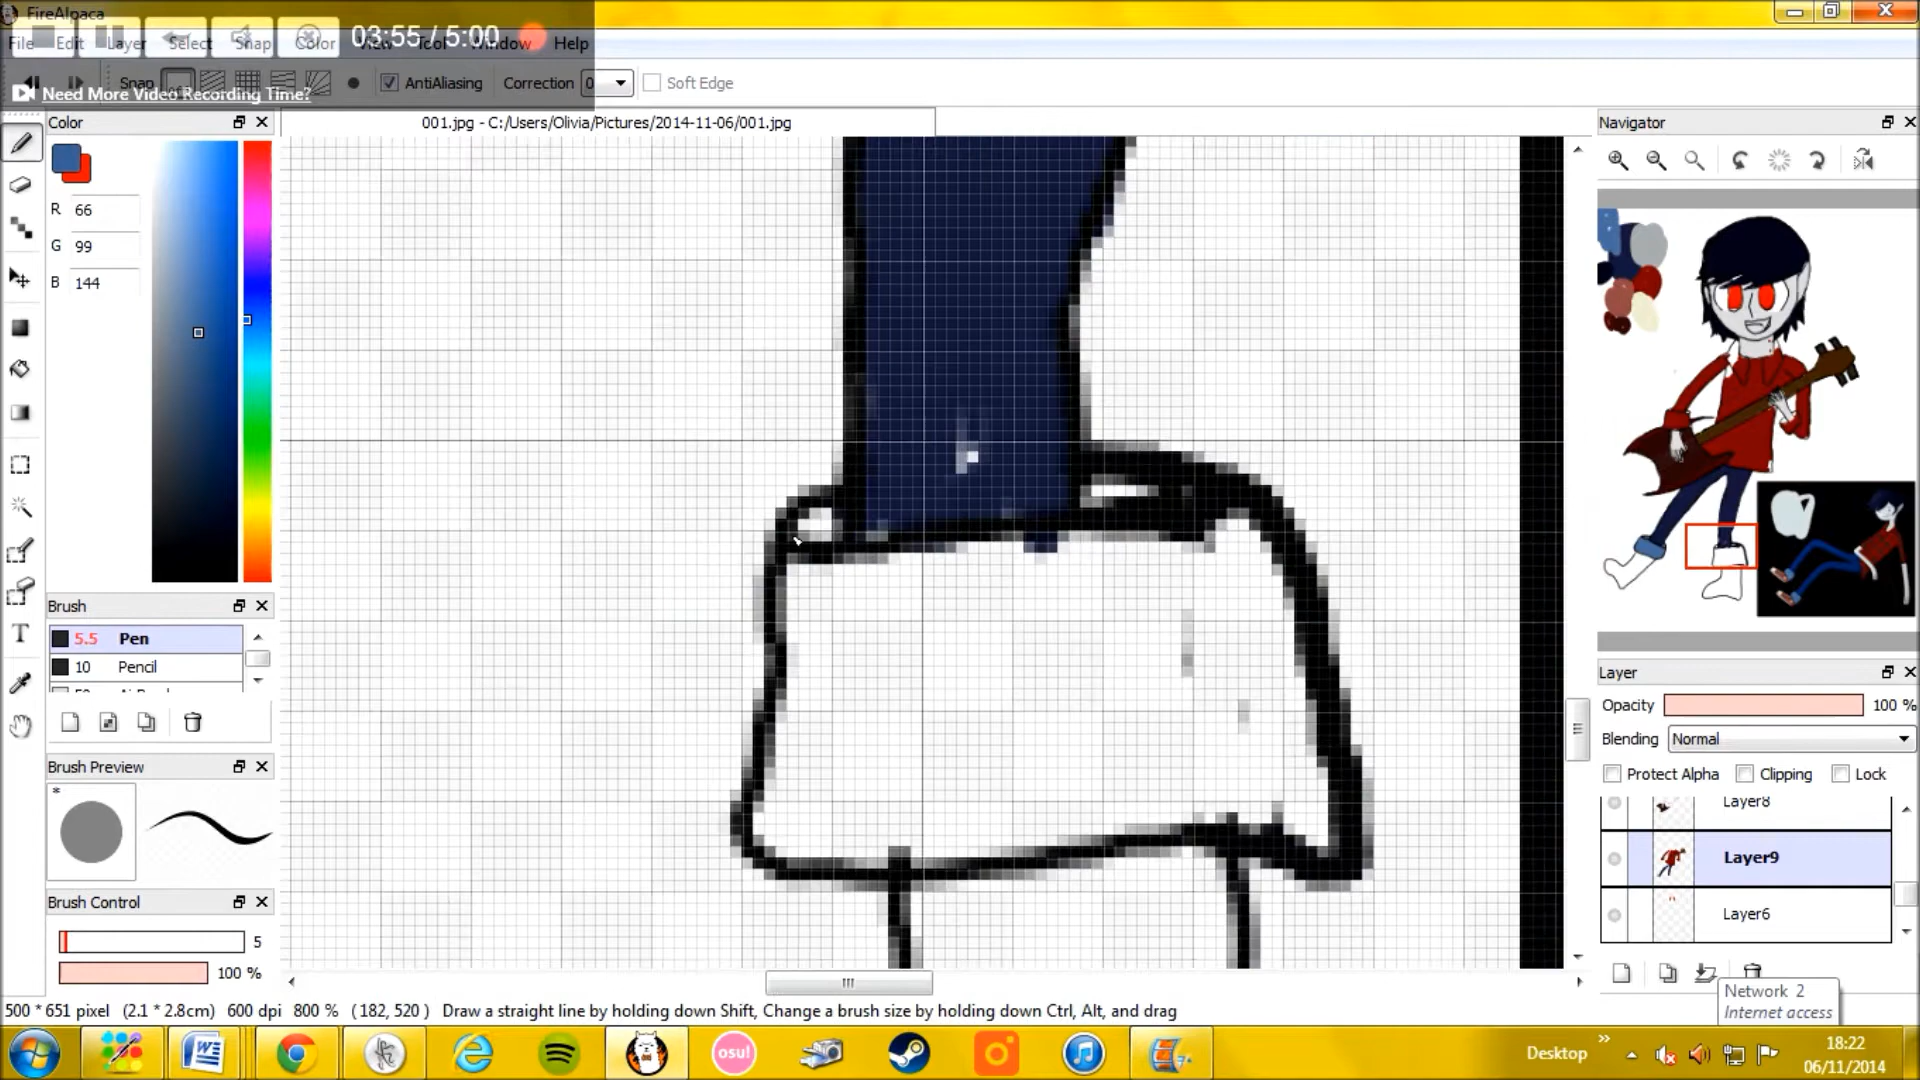 FireAlpaca
File Edit Layer Select Snap Color View Tool Window Help
03:55 / 5:00
Snap off AntiAliasing Correction 0 Soft Edge
Need More Video Recording Time?
Color
001.jpg - C:/Users/Olivia/Pictures/2014-11-06/001.jpg
Navigator
R 66
G 99
B 144
Brush
5.5 Pen
10 Pencil
Brush Preview
*
Brush Control
5
100 %
Layer
Opacity 100 %
Blending Normal
Protect Alpha Clipping Lock
Layer8
Layer9
Layer6
Network 2
Internet access
500 * 651 pixel (2.1 * 2.8cm) 600 dpi 800 % (182, 520 ) Draw a straight line by holding down Shift, Change a brush size by holding down Ctrl, Alt, and drag
osu!
Desktop
18:22
06/11/2014